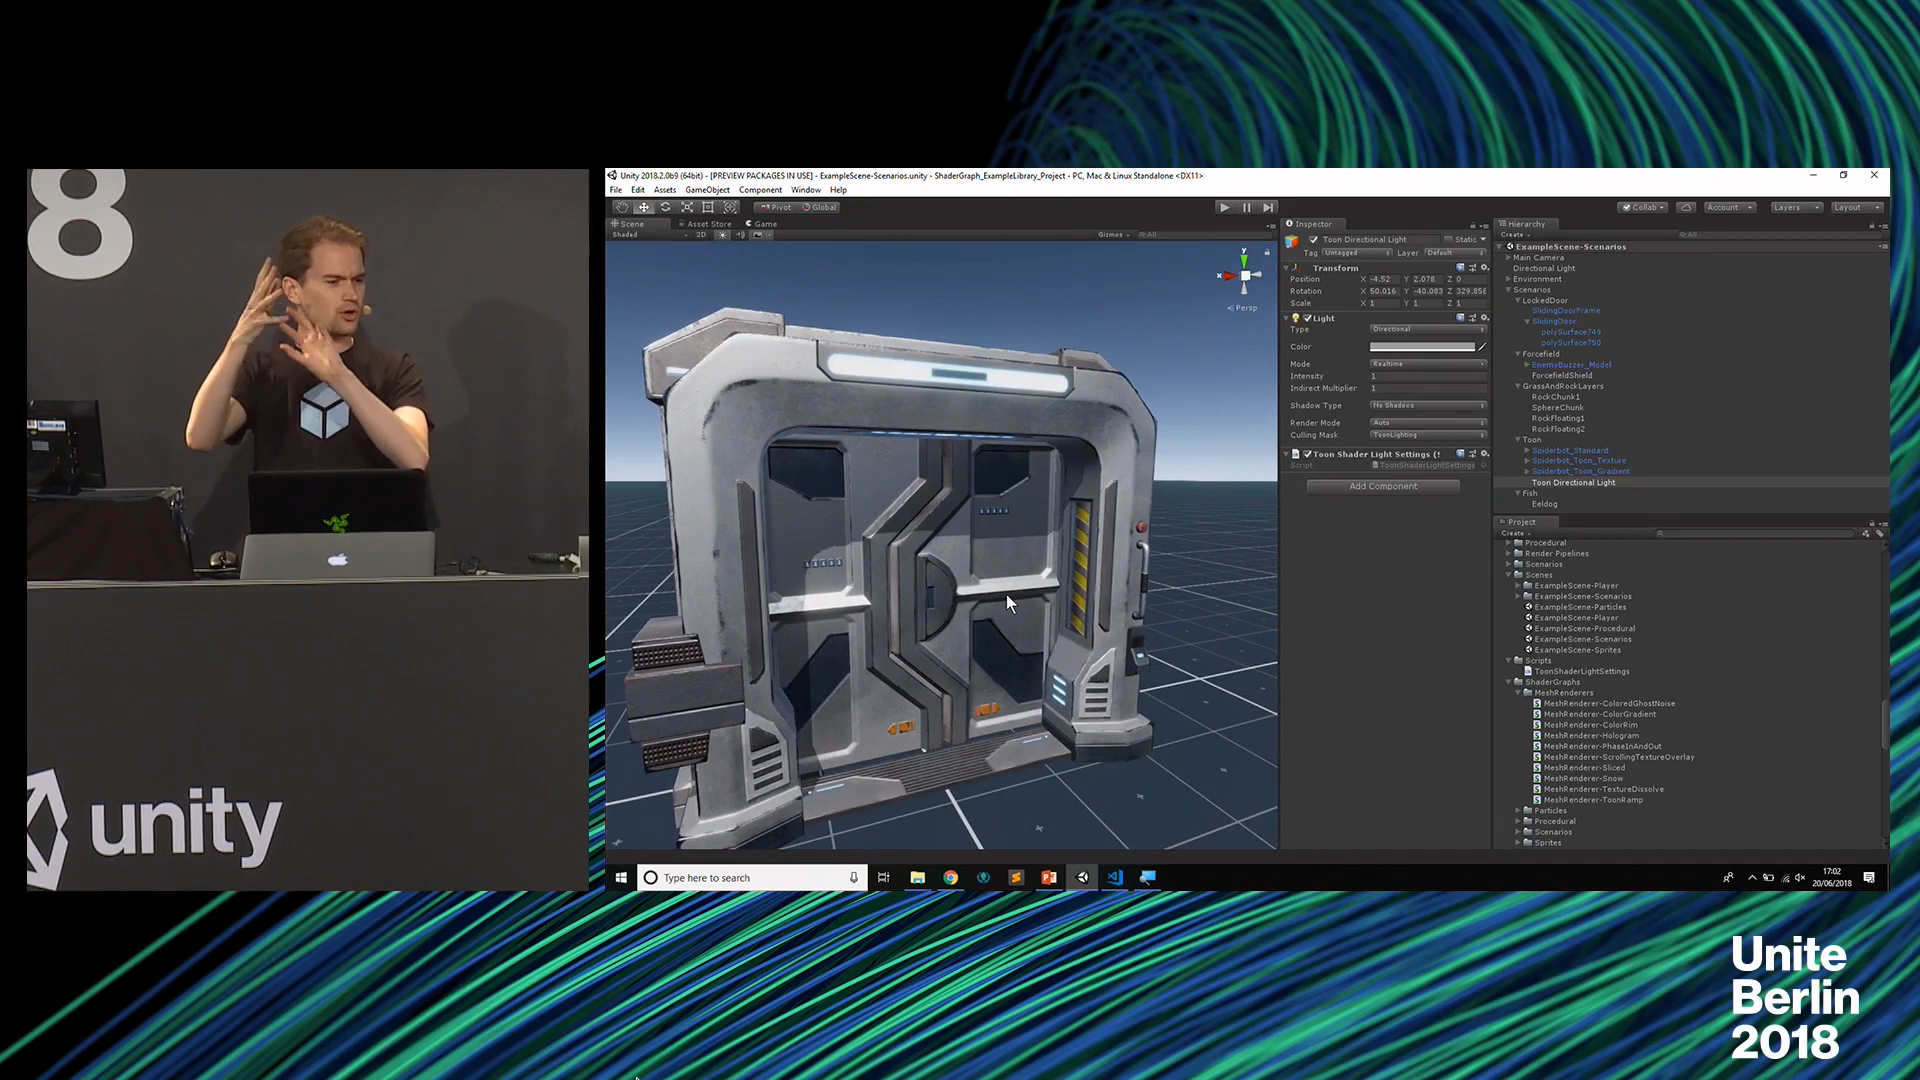 8
unity
Unity 2018.2.0b9 (64bit) - [PREVIEW PACKAGES IN USE] - ExampleScene-Scenarios.unity - ShaderGraph_ExampleLibrary_Project - PC, Mac & Linux Standalone <DX11>
File Edit Assets GameObject Component Window Help
Pivot Global
Collab Account Layers Layout
Scene Asset Store Game
Shaded 2D Gizmos All
y
x
Persp
Inspector
Toon Directional Light Static
Tag Untagged Layer Default
Transform
Position X -4.52 Y 2.078 Z 0
Rotation X 50.016 Y -40.083 Z 329.856
Scale X 1 Y 1 Z 1
Light
Type Directional
Color
Mode Realtime
Intensity 1
Indirect Multiplier 1
Shadow Type No Shadows
Render Mode Auto
Culling Mask ToonLighting
Toon Shader Light Settings (
Script ToonShaderLightSettings
Add Component
Hierarchy
Create All
ExampleScene-Scenarios
Main Camera
Directional Light
Environment
Scenarios
LockedDoor
SlidingDoorFrame
SlidingDoor
polySurface749
polySurface750
Forcefield
EnemyBuzzer_Model
ForcefieldShield
GrassAndRockLayers
RockChunk1
SphereChunk
RockFloating1
RockFloating2
Toon
Spiderbot_Standard
Spiderbot_Toon_Texture
Spiderbot_Toon_Gradient
Toon Directional Light
Fish
Eeldog
Project
Create
Procedural
Render Pipelines
Scenarios
Scenes
ExampleScene-Player
ExampleScene-Scenarios
ExampleScene-Particles
ExampleScene-Player
ExampleScene-Procedural
ExampleScene-Scenarios
ExampleScene-Sprites
Scripts
ToonShaderLightSettings
ShaderGraphs
MeshRenderers
MeshRenderer-ColoredGhostNoise
MeshRenderer-ColorGradient
MeshRenderer-ColorRim
MeshRenderer-Hologram
MeshRenderer-PhaseInAndOut
MeshRenderer-ScrollingTextureOverlay
MeshRenderer-Sliced
MeshRenderer-Snow
MeshRenderer-TextureDissolve
MeshRenderer-ToonRamp
Particles
Procedural
Scenarios
Sprites
Type here to search
17:02
20/06/2018
Unite
Berlin
2018